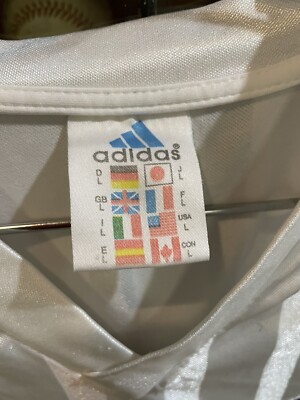 adidas®
D L J L
GB L F L
I L USA L
E L CON L